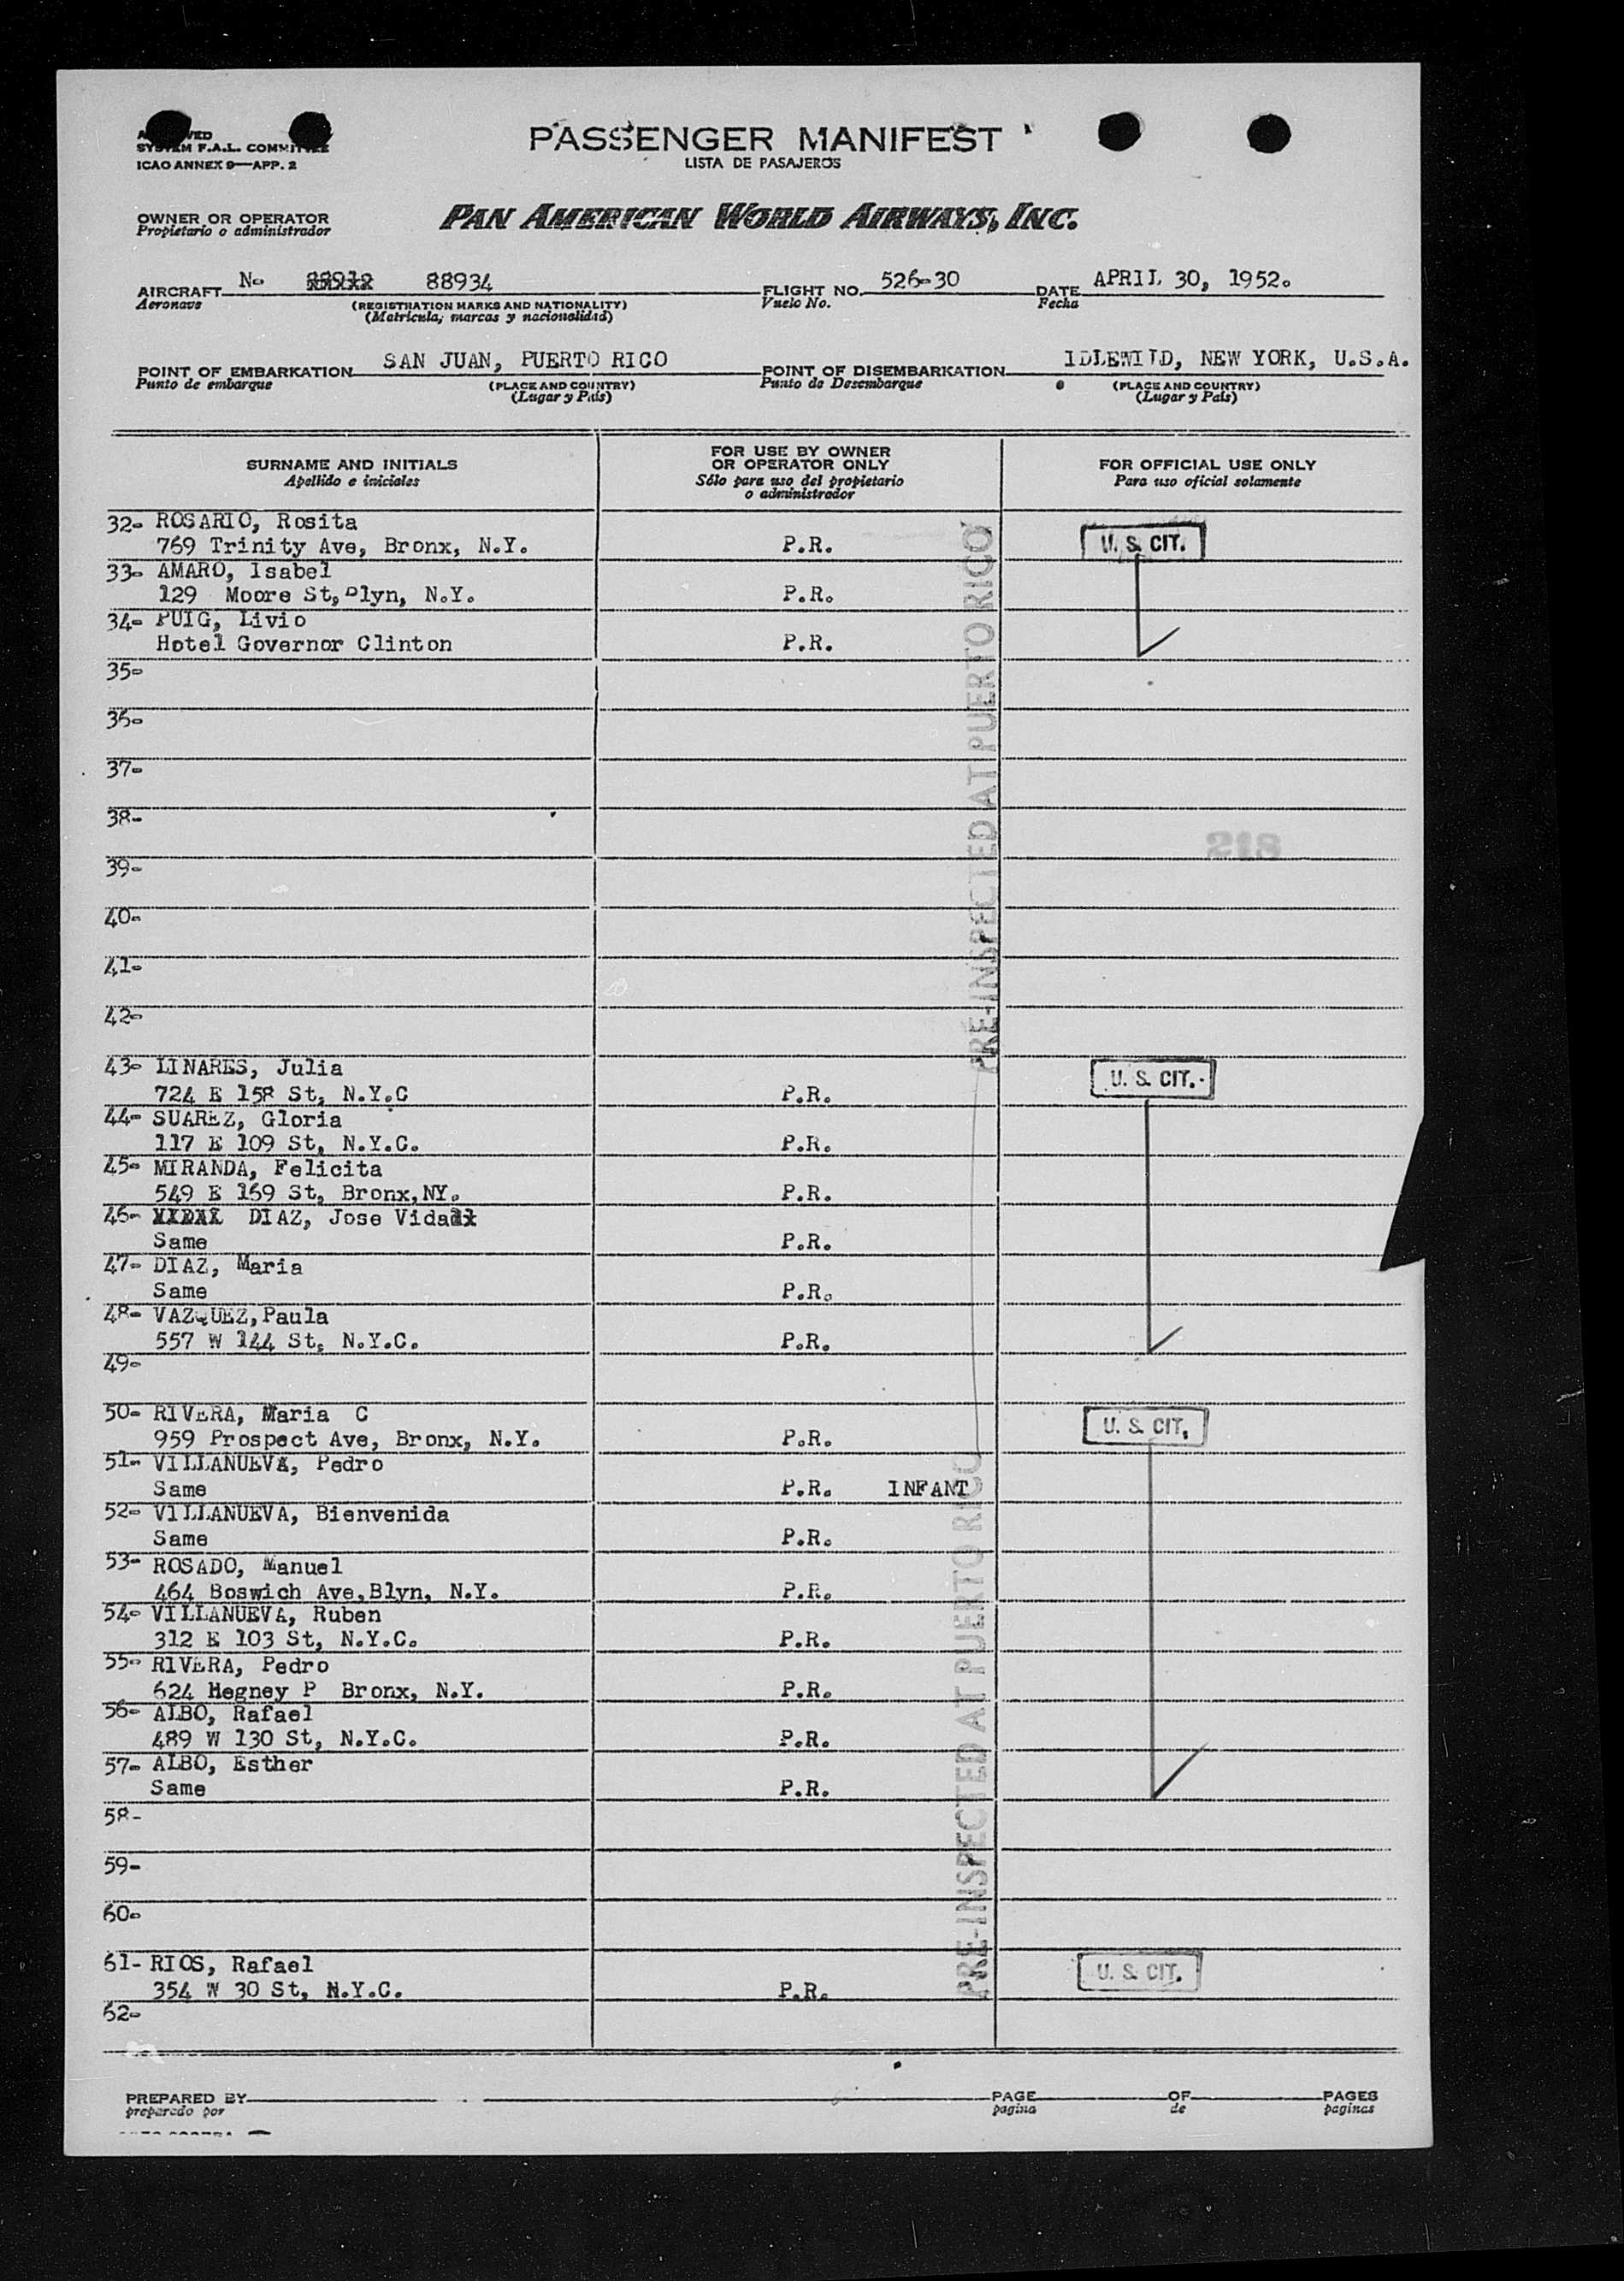 SYSTEM F.A.L. COMMITTEE
ICAO ANNEX 9—APP. 2
PASSENGER MANIFEST
LISTA DE PASAJEROS
OWNER OR OPERATOR
Propietario o administrador
PAN AMERICAN WORLD AIRWAYS, INC.
AIRCRAFT No 88934
Aeronave
(REGISTRATION MARKS AND NATIONALITY)
(Matricula, marcas y nacionalidad)
FLIGHT NO. 526-30
Vuelo No.
DATE APRIL 30, 1952.
Fecha
POINT OF EMBARKATION SAN JUAN, PUERTO RICO
Punto de embarque
(PLACE AND COUNTRY)
(Lugar y País)
POINT OF DISEMBARKATION IDLEWILD, NEW YORK, U.S.A.
Punto de Desembarque
(PLACE AND COUNTRY)
(Lugar y País)
SURNAME AND INITIALS
Apellido e iniciales
FOR USE BY OWNER
OR OPERATOR ONLY
Sólo para uso del propietario
o administrador
FOR OFFICIAL USE ONLY
Para uso oficial solamente
32- ROSARIO, Rosita
769 Trinity Ave, Bronx, N.Y. P.R. U. S. CIT.
33- AMARO, Isabel
129 Moore St, Blyn, N.Y. P.R.
34- PUIG, Livio
Hotel Governor Clinton P.R.
35-
36-
37-
38-
39-
40-
41-
42-
PRE-INSPECTED AT PUERTO RICO
43- LINARES, Julia
724 E 158 St, N.Y.C P.R. U. S. CIT.
44- SUAREZ, Gloria
117 E 109 St, N.Y.C. P.R.
45- MIRANDA, Felicita
549 E 169 St, Bronx,NY. P.R.
46- DIAZ, Jose Vidal
Same P.R.
47- DIAZ, Maria
Same P.R.
48- VAZQUEZ,Paula
557 W 144 St, N.Y.C. P.R.
49-
50- RIVERA, Maria C
959 Prospect Ave, Bronx, N.Y. P.R. U. S. CIT.
51- VILLANUEVA, Pedro
Same P.R. INFANT
52- VILLANUEVA, Bienvenida
Same P.R.
53- ROSADO, Manuel
464 Boswich Ave,Blyn, N.Y. P.R.
54- VILLANUEVA, Ruben
312 E 103 St, N.Y.C. P.R.
55- RIVERA, Pedro
624 Hegney P Bronx, N.Y. P.R.
56- ALBO, Rafael
489 W 130 St, N.Y.C. P.R.
57- ALBO, Esther
Same P.R.
58-
59-
60-
PRE-INSPECTED AT PUERTO RICO
61- RIOS, Rafael
354 W 30 St, N.Y.C. P.R. U. S. CIT.
62-
PREPARED BY
preparado por
PAGE OF PAGES
pagina de paginas